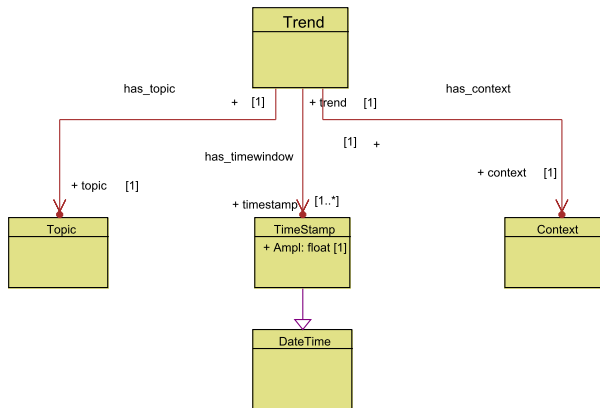 Trend
has_topic
+ [1]
+ trend [1]
has_context
[1] +
has_timewindow
+ topic [1]
+ context [1]
+ timestamp [1..*]
Topic
TimeStamp
+ Ampl: float [1]
Context
DateTime